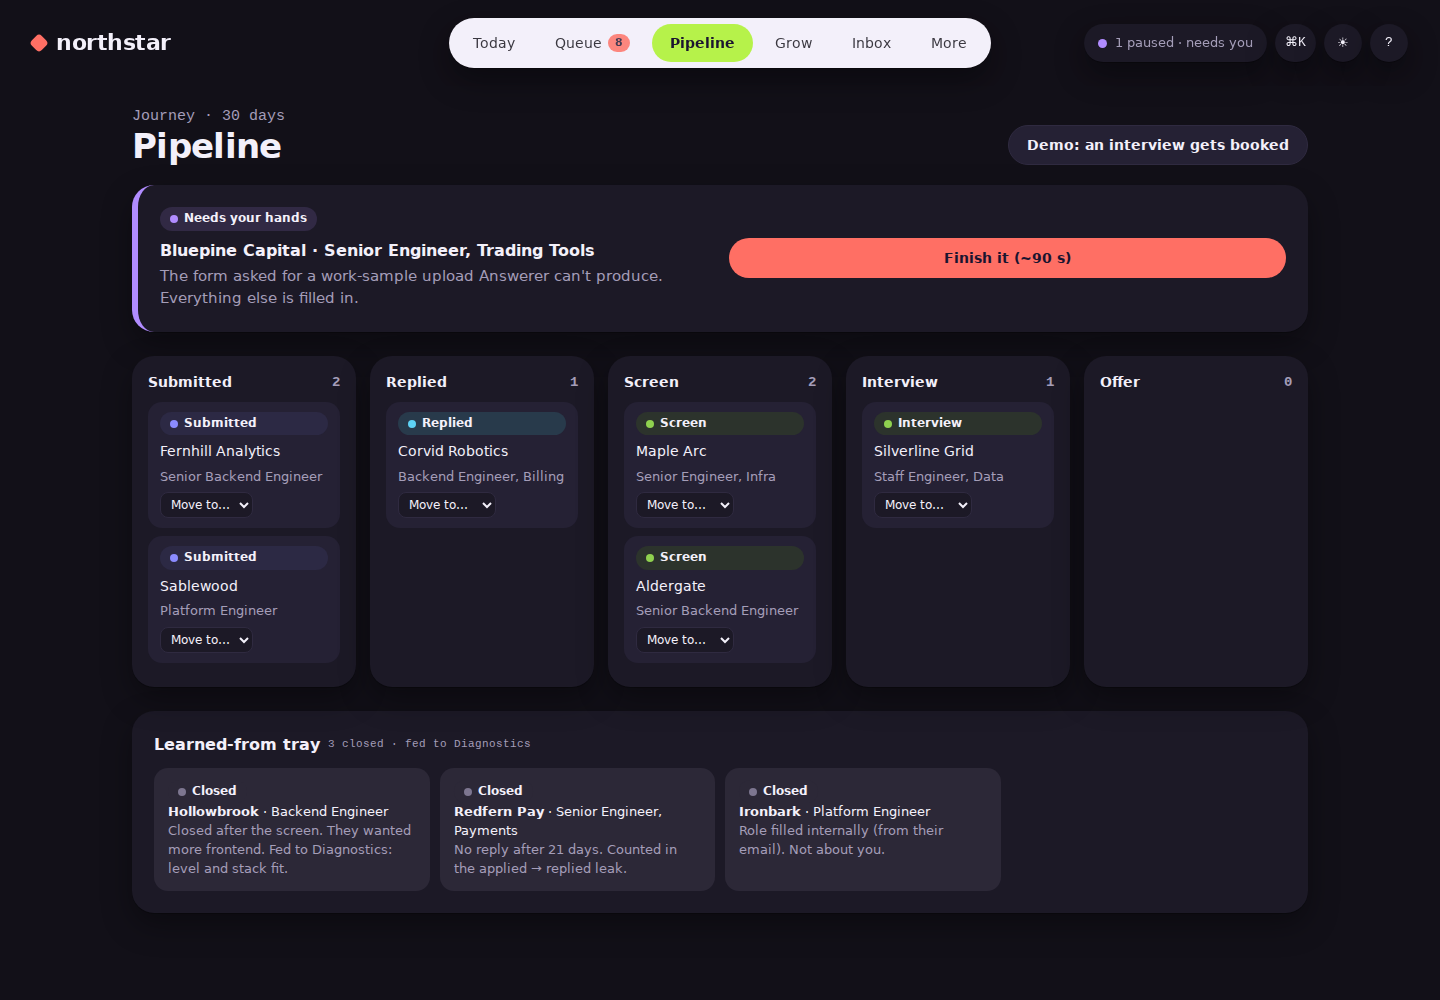 northstar
Today
Queue 8
Pipeline
Grow
Inbox
More
1 paused · needs you
⌘K
☀
?
Journey · 30 days
Pipeline
Demo: an interview gets booked
Needs your hands
Bluepine Capital · Senior Engineer, Trading Tools
The form asked for a work-sample upload Answerer can't produce.
Everything else is filled in.
Finish it (~90 s)
Submitted 2
Submitted
Fernhill Analytics
Senior Backend Engineer
Move to...
Submitted
Sablewood
Platform Engineer
Move to...
Replied 1
Replied
Corvid Robotics
Backend Engineer, Billing
Move to...
Screen 2
Screen
Maple Arc
Senior Engineer, Infra
Move to...
Screen
Aldergate
Senior Backend Engineer
Move to...
Interview 1
Interview
Silverline Grid
Staff Engineer, Data
Move to...
Offer 0
Learned-from tray 3 closed · fed to Diagnostics
Closed
Hollowbrook · Backend Engineer
Closed after the screen. They wanted
more frontend. Fed to Diagnostics:
level and stack fit.
Closed
Redfern Pay · Senior Engineer,
Payments
No reply after 21 days. Counted in
the applied → replied leak.
Closed
Ironbark · Platform Engineer
Role filled internally (from their
email). Not about you.